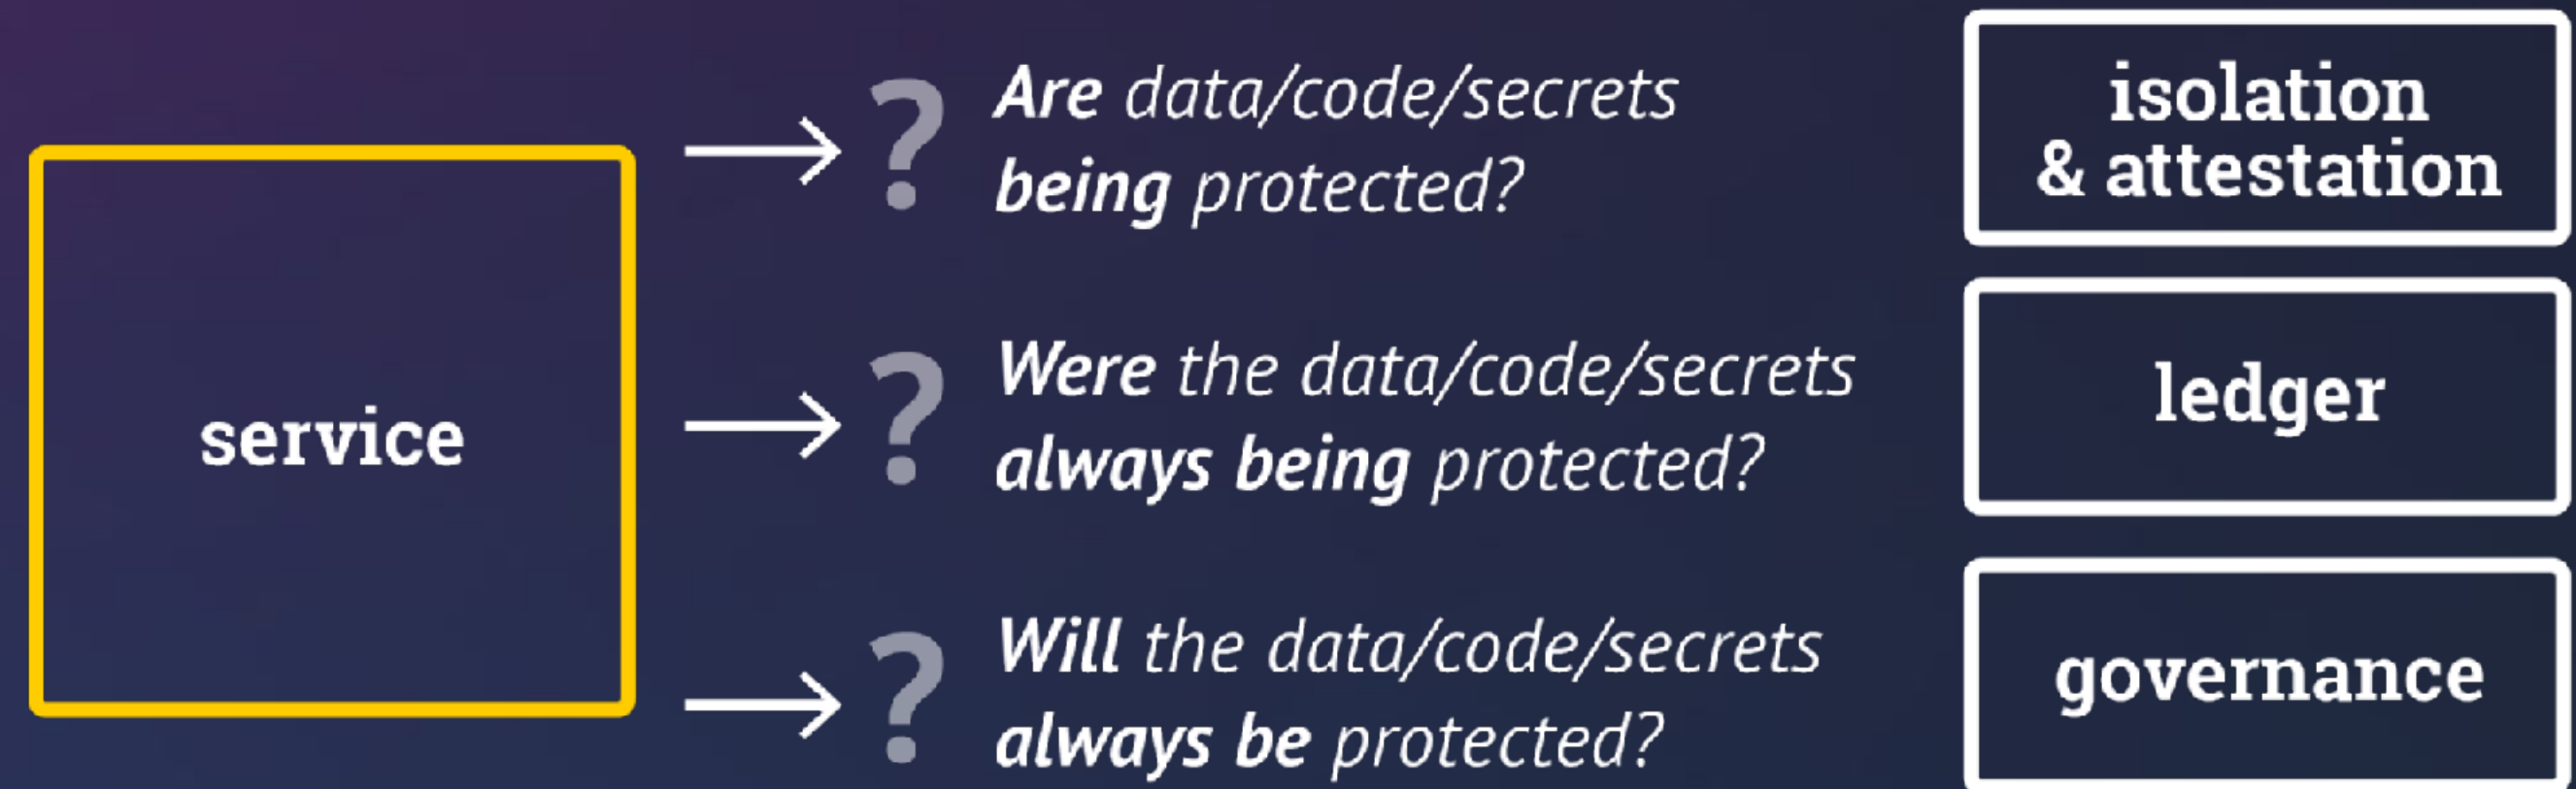 service
?
Are data/code/secrets
being protected?
isolation
& attestation
?
Were the data/code/secrets
always being protected?
ledger
?
Will the data/code/secrets
always be protected?
governance